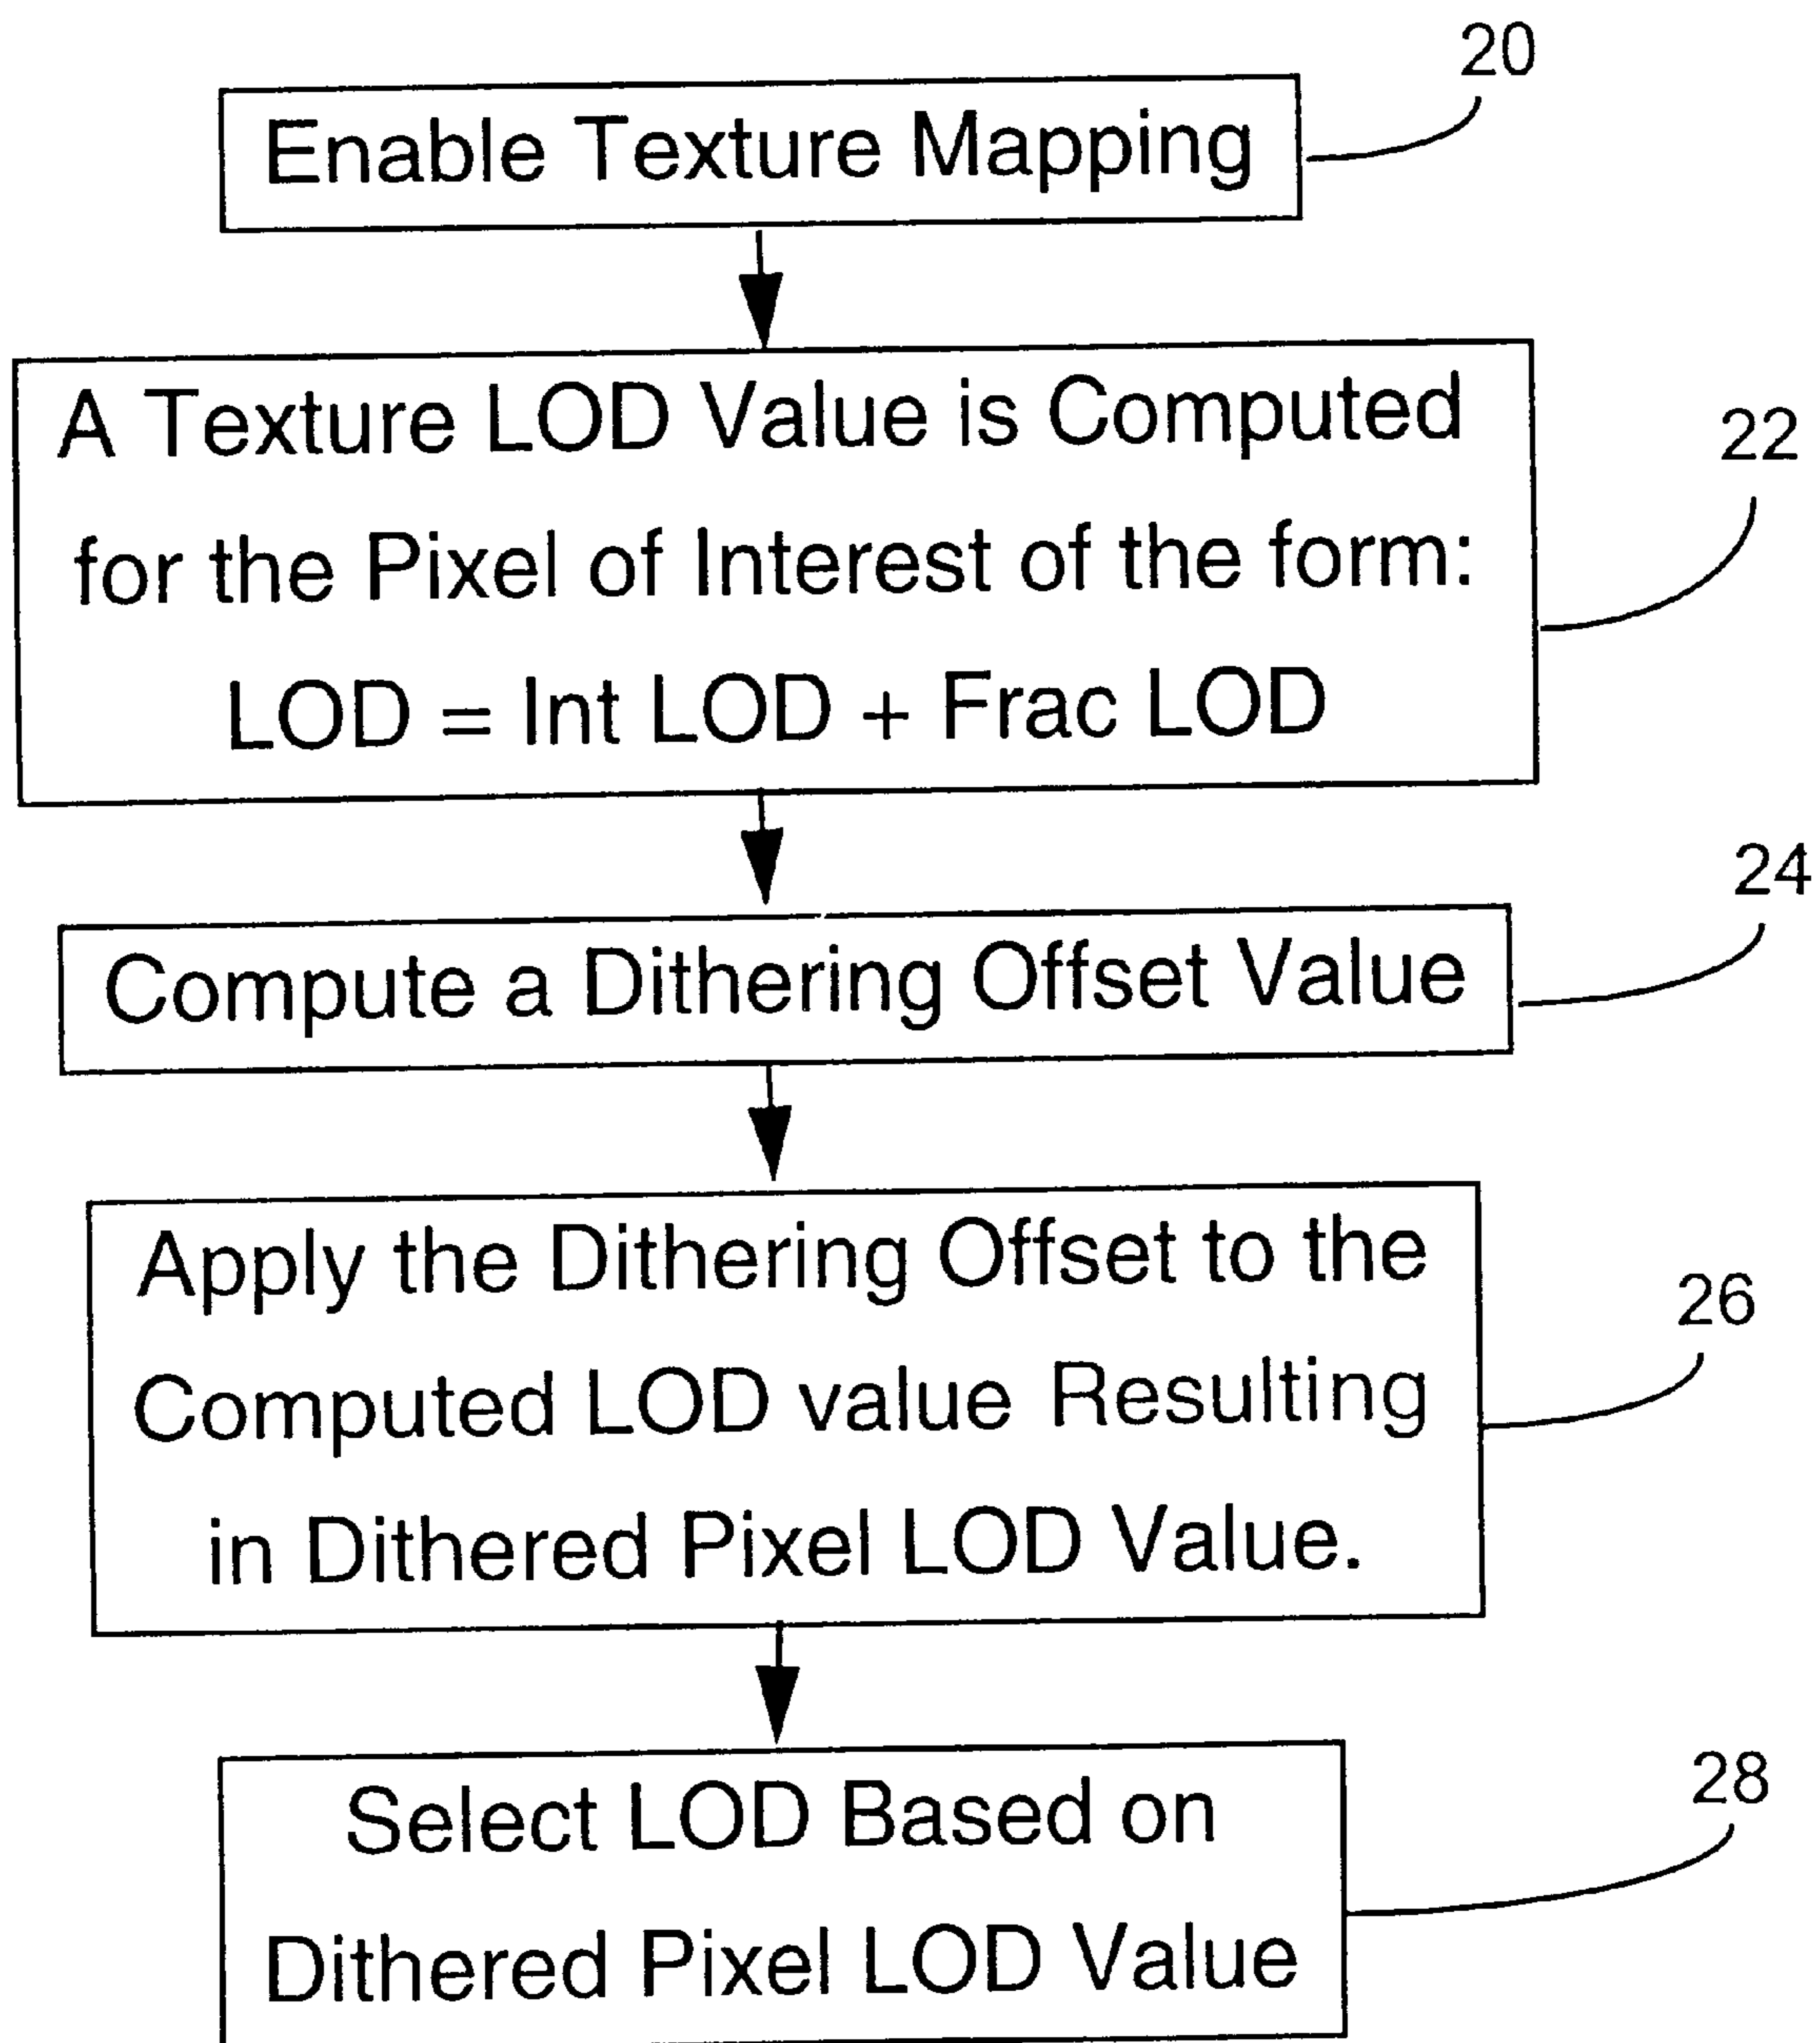 20
Enable Texture Mapping
A Texture LOD Value is Computed
for the Pixel of Interest of the form:
LOD = Int LOD + Frac LOD
22
24
Compute a Dithering Offset Value
Apply the Dithering Offset to the
Computed LOD value Resulting
in Dithered Pixel LOD Value.
26
Select LOD Based on
Dithered Pixel LOD Value
28